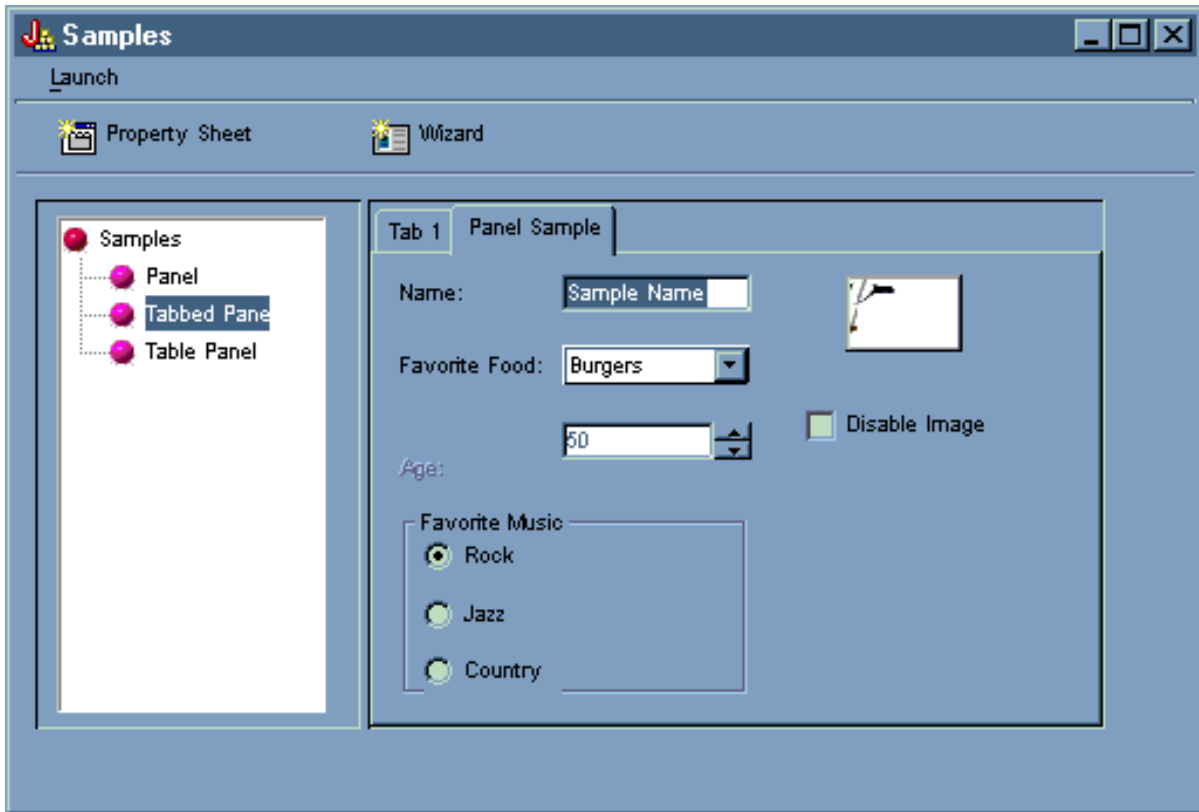 Samples
Launch
Property Sheet
Wizard
Samples
Panel
Tabbed Pane
Table Panel
Tab 1
Panel Sample
Name:
Sample Name
Favorite Food:
Burgers
50
Disable Image
Age:
Favorite Music
Rock
Jazz
Country